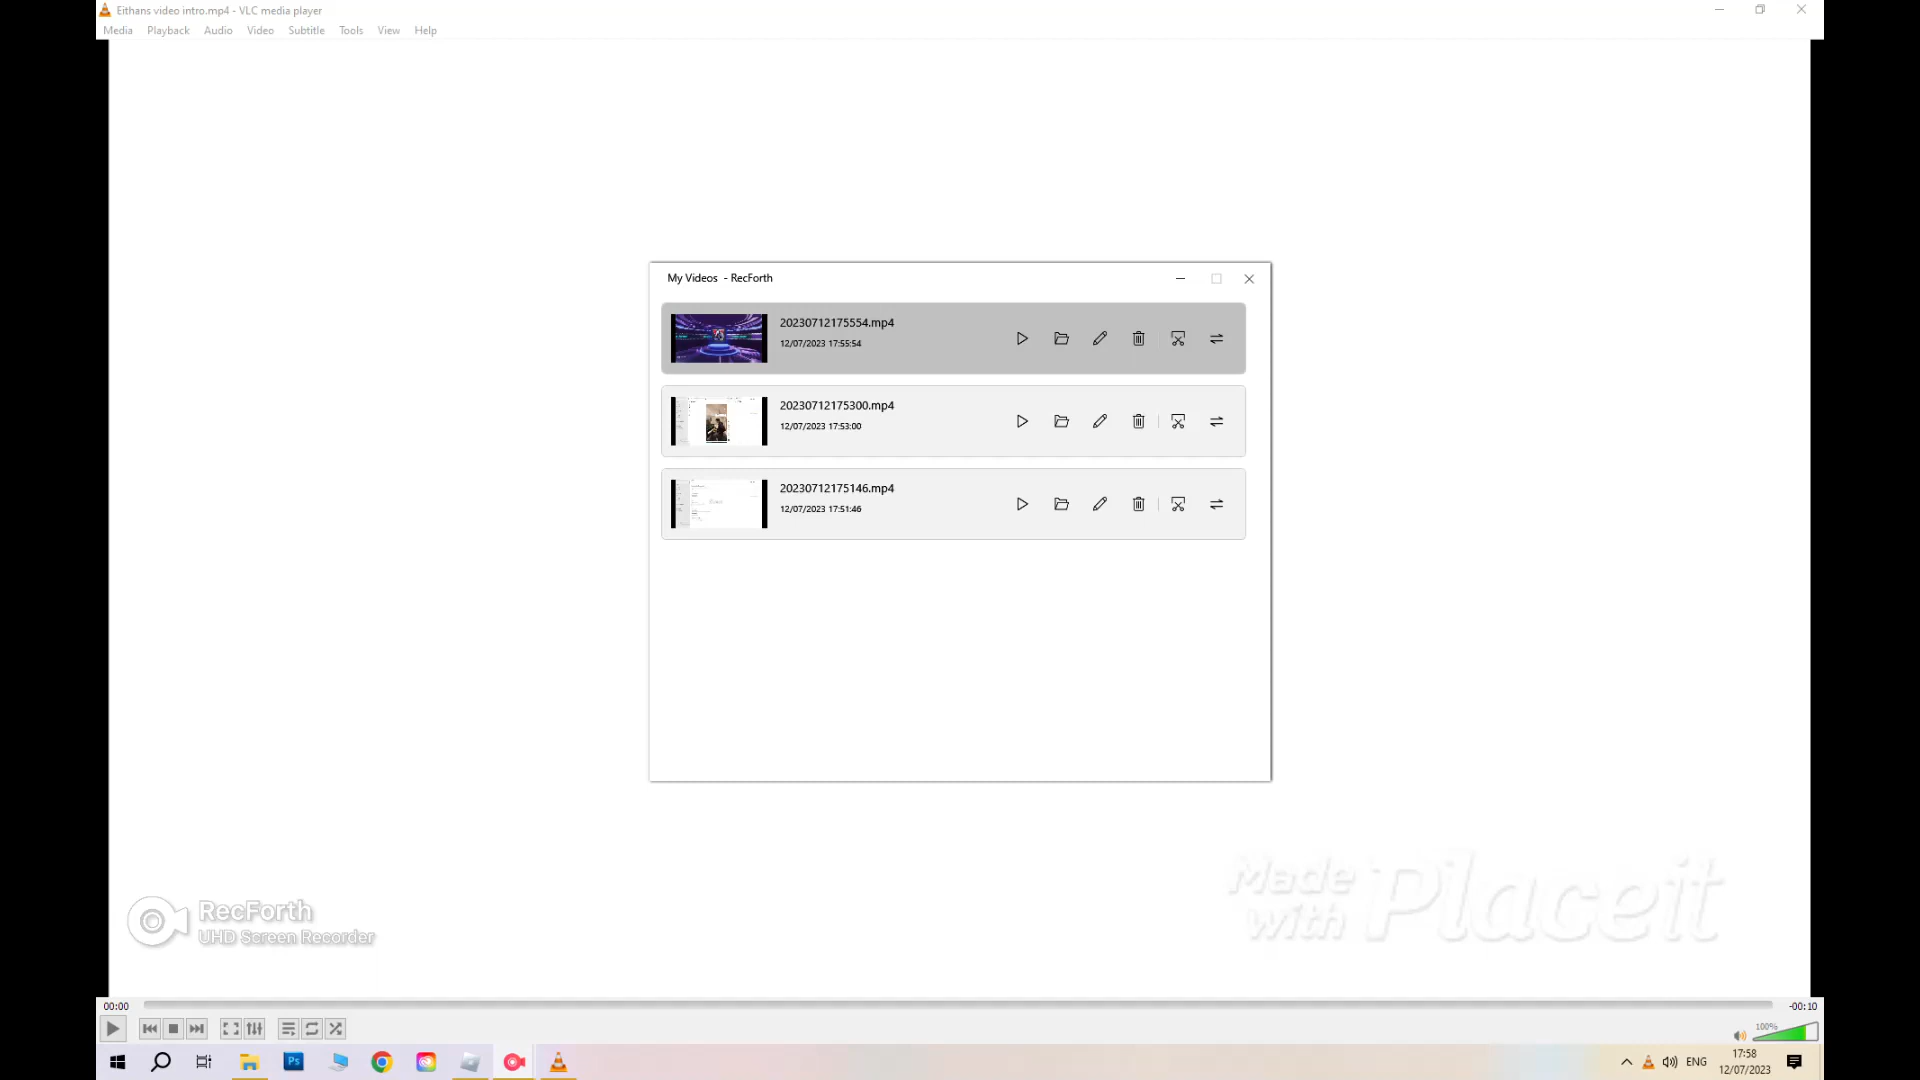 Eithans video intro.mp4 - VLC media player
Media Playback Audio Video Subtitle Tools View Help
My Videos - RecForth
20230712175554.mp4
12/07/2023 17:55:54
20230712175300.mp4
12/07/2023 17:53:00
20230712175146.mp4
12/07/2023 17:51:46
RecForth
UHD Screen Recorder
Made
with Placeit
00:00
-00:10
100%
Ps
ENG
17:58
12/07/2023